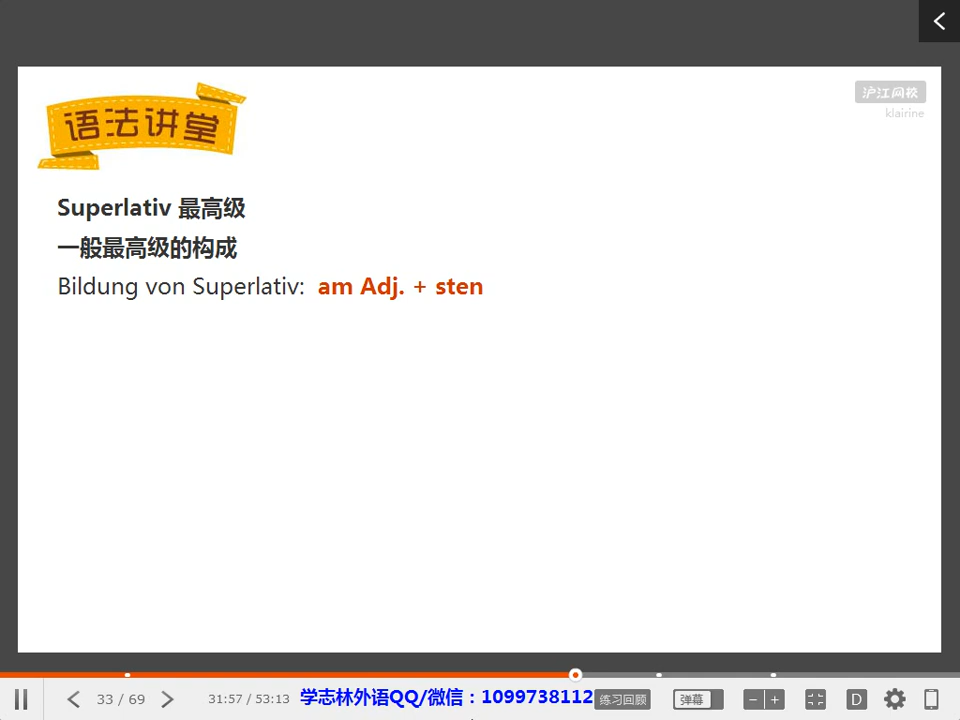 语法讲堂
沪江网校
klairine
Superlativ 最高级
一般最高级的构成
Bildung von Superlativ: am Adj. + sten
33 / 69
31:57 / 53:13
学志林外语QQ/微信：1099738112
练习回顾
弹幕
D